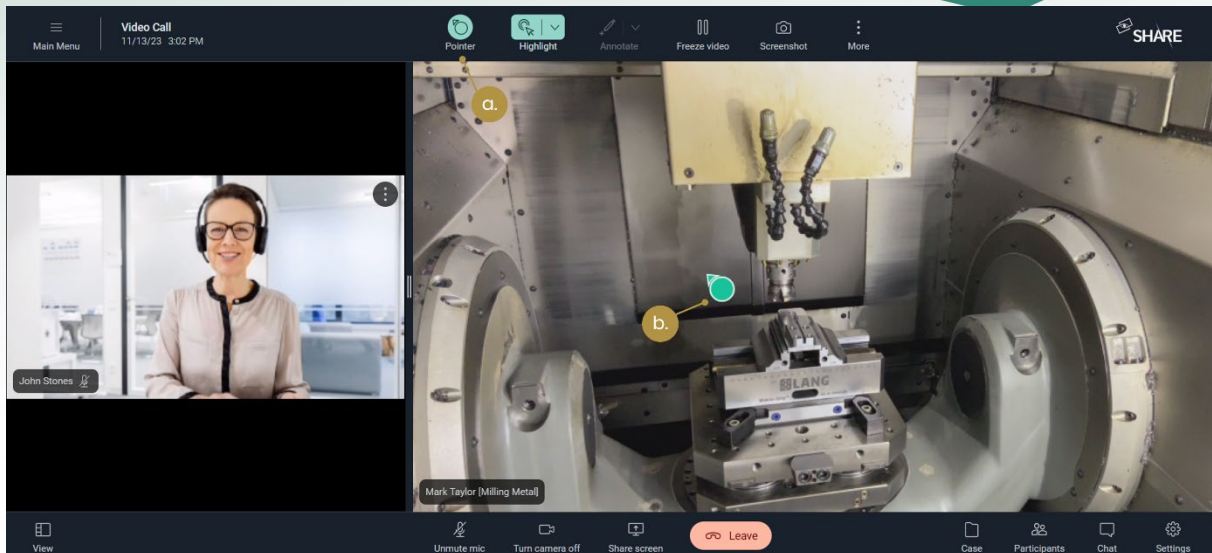 Main Menu
Video Call
11/13/23 3:02 PM
Pointer
Highlight
Annotate
Freeze video
Screenshot
More
SHARE
a.
b.
LANG
John Stones
Mark Taylor [Milling Metal]
View
Unmute mic
Turn camera off
Share screen
Leave
Case
Participants
Chat
Settings